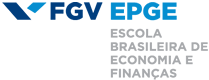 FGV EPGE
ESCOLA
BRASILEIRA DE
ECONOMIA E
FINANÇAS